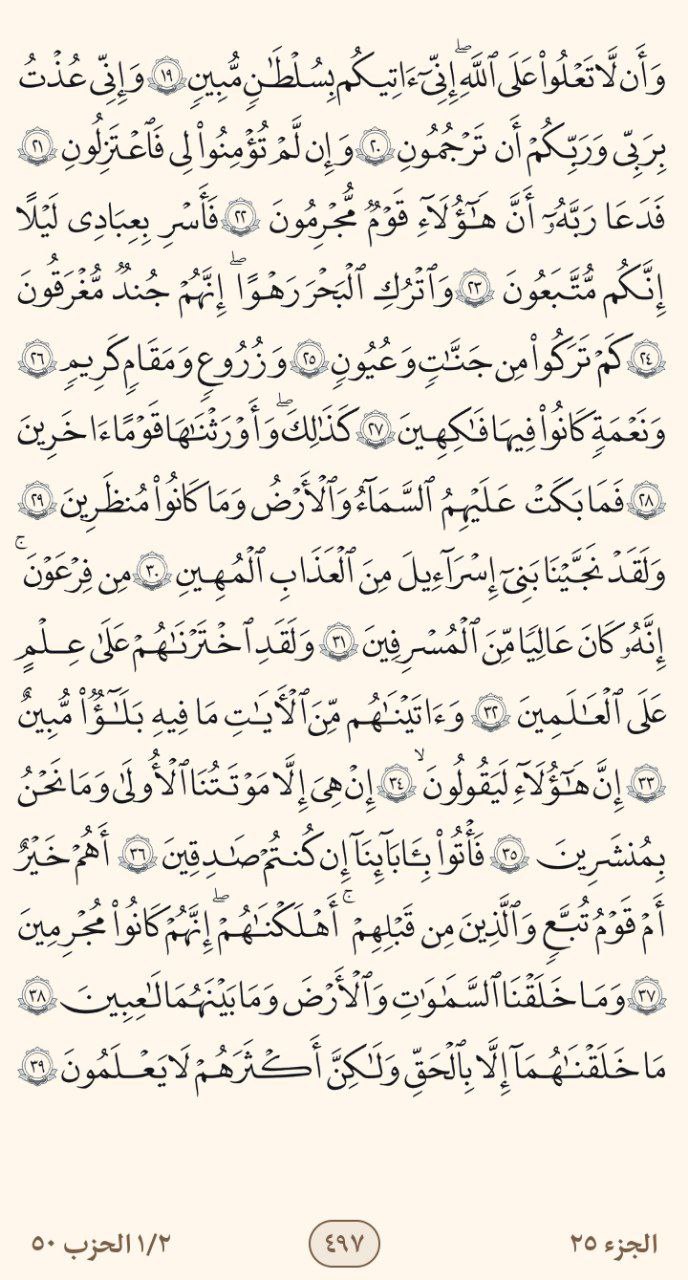 وَأَن لَّا تَعْلُوا۟ عَلَى ٱللَّهِ ۖ إِنِّىٓ ءَاتِيكُم بِسُلْطَـٰنٍ مُّبِينٍ ١٩ وَإِنِّى عُذْتُ
بِرَبِّى وَرَبِّكُمْ أَن تَرْجُمُونِ ٢٠ وَإِن لَّمْ تُؤْمِنُوا۟ لِى فَٱعْتَزِلُونِ ٢١
فَدَعَا رَبَّهُۥٓ أَنَّ هَـٰٓؤُلَآءِ قَوْمٌ مُّجْرِمُونَ ٢٢ فَأَسْرِ بِعِبَادِى لَيْلًا
إِنَّكُم مُّتَّبَعُونَ ٢٣ وَٱتْرُكِ ٱلْبَحْرَ رَهْوًا ۖ إِنَّهُمْ جُندٌ مُّغْرَقُونَ
٢٤ كَمْ تَرَكُوا۟ مِن جَنَّـٰتٍ وَعُيُونٍ ٢٥ وَزُرُوعٍ وَمَقَامٍ كَرِيمٍ ٢٦
وَنَعْمَةٍ كَانُوا۟ فِيهَا فَـٰكِهِينَ ٢٧ كَذَٰلِكَ ۖ وَأَوْرَثْنَـٰهَا قَوْمًا ءَاخَرِينَ
٢٨ فَمَا بَكَتْ عَلَيْهِمُ ٱلسَّمَآءُ وَٱلْأَرْضُ وَمَا كَانُوا۟ مُنظَرِينَ ٢٩
وَلَقَدْ نَجَّيْنَا بَنِىٓ إِسْرَٰٓءِيلَ مِنَ ٱلْعَذَابِ ٱلْمُهِينِ ٣٠ مِن فِرْعَوْنَ ۚ
إِنَّهُۥ كَانَ عَالِيًا مِّنَ ٱلْمُسْرِفِينَ ٣١ وَلَقَدِ ٱخْتَرْنَـٰهُمْ عَلَىٰ عِلْمٍ
عَلَى ٱلْعَـٰلَمِينَ ٣٢ وَءَاتَيْنَـٰهُم مِّنَ ٱلْـَٔايَـٰتِ مَا فِيهِ بَلَـٰٓؤٌا۟ مُّبِينٌ
٣٣ إِنَّ هَـٰٓؤُلَآءِ لَيَقُولُونَ ۙ ٣٤ إِنْ هِىَ إِلَّا مَوْتَتُنَا ٱلْأُولَىٰ وَمَا نَحْنُ
بِمُنشَرِينَ ٣٥ فَأْتُوا۟ بِـَٔابَآئِنَآ إِن كُنتُمْ صَـٰدِقِينَ ٣٦ أَهُمْ خَيْرٌ
أَمْ قَوْمُ تُبَّعٍ وَٱلَّذِينَ مِن قَبْلِهِمْ ۚ أَهْلَكْنَـٰهُمْ ۖ إِنَّهُمْ كَانُوا۟ مُجْرِمِينَ
٣٧ وَمَا خَلَقْنَا ٱلسَّمَـٰوَٰتِ وَٱلْأَرْضَ وَمَا بَيْنَهُمَا لَـٰعِبِينَ ٣٨
مَا خَلَقْنَـٰهُمَآ إِلَّا بِٱلْحَقِّ وَلَـٰكِنَّ أَكْثَرَهُمْ لَا يَعْلَمُونَ ٣٩
الجزء ٢٥ ٤٩٧ ١/٢ الحزب ٥٠